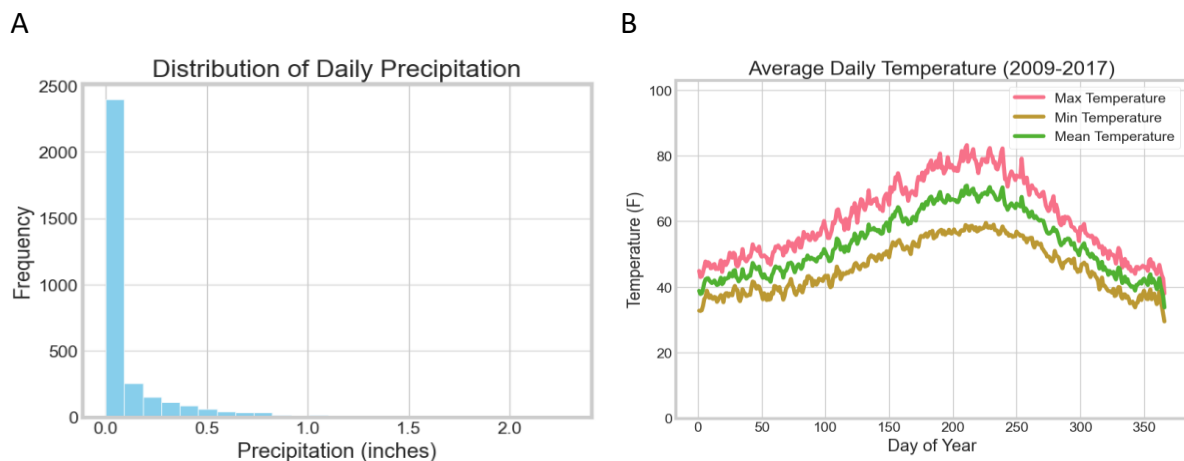 A
Distribution of Daily Precipitation
2500
2000
1500
1000
500
0
Frequency
0.0 0.5 1.0 1.5 2.0
Precipitation (inches)
B
Average Daily Temperature (2009-2017)
Max Temperature
Min Temperature
Mean Temperature
100
80
60
40
20
0
Temperature (F)
0 50 100 150 200 250 300 350
Day of Year